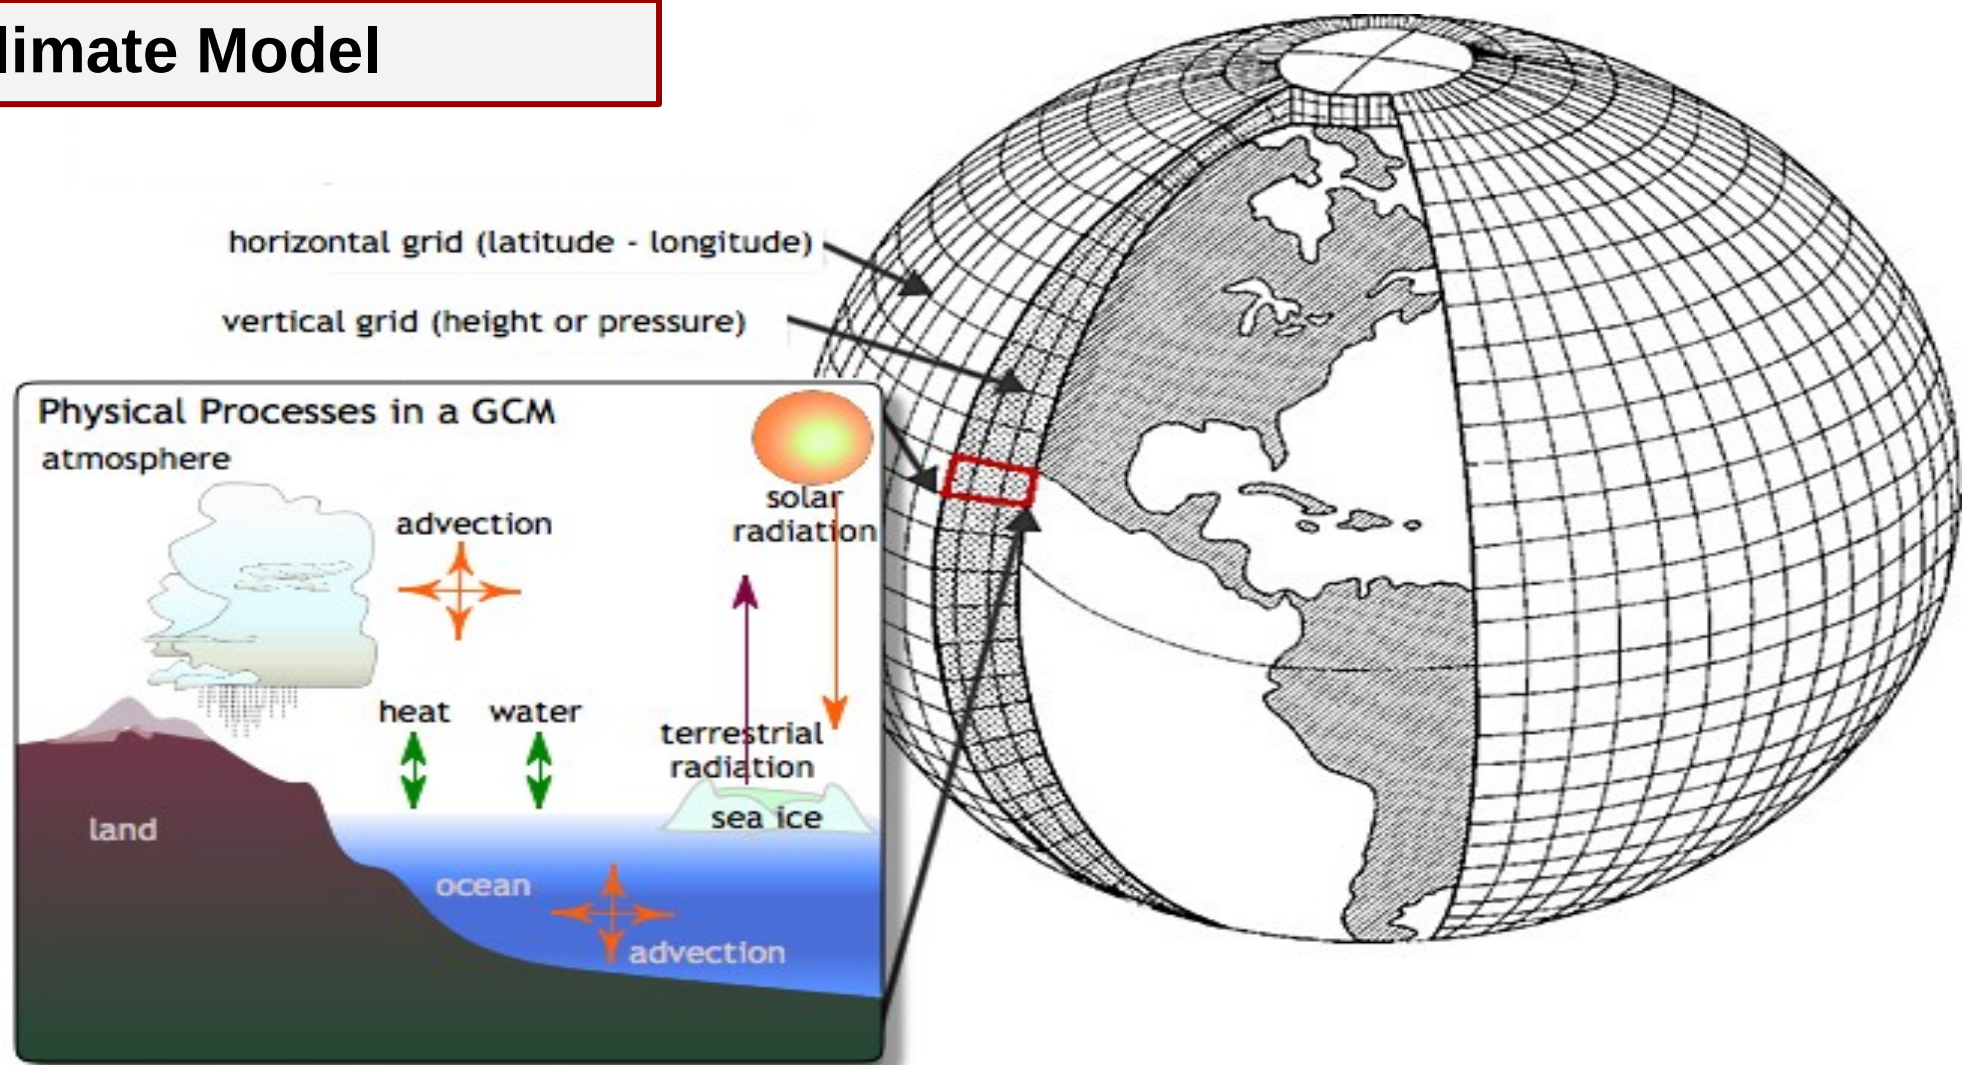 limate Model
horizontal grid (latitude - longitude)
vertical grid (height or pressure)
Physical Processes in a GCM
atmosphere
advection
solar
radiation
heat water
terrestrial
radiation
sea ice
land
ocean
advection